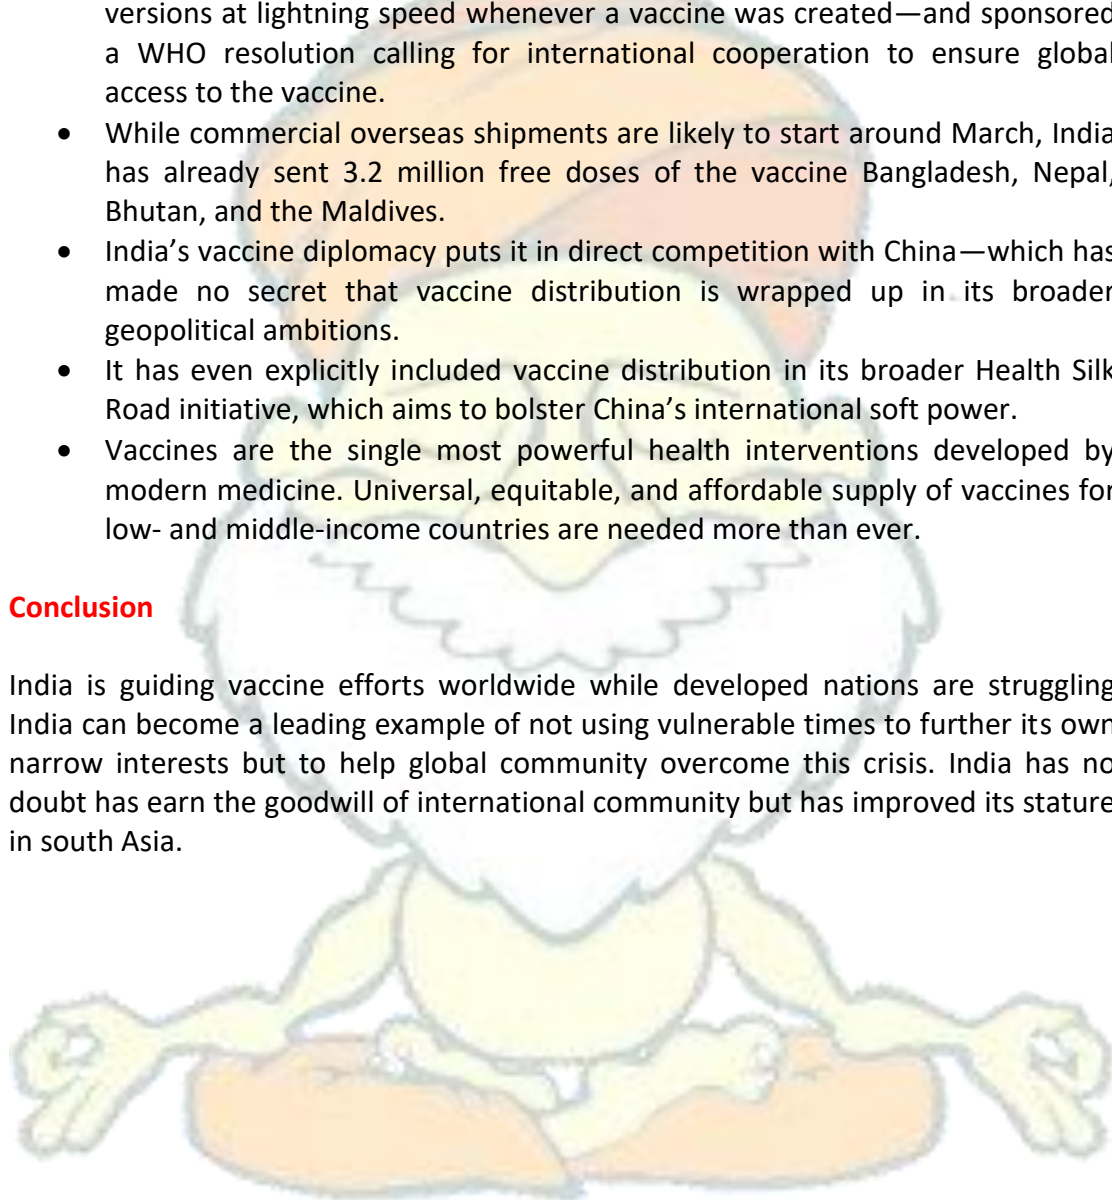 versions at lightning speed whenever a vaccine was created—and sponsored
a WHO resolution calling for international cooperation to ensure global
access to the vaccine.
• While commercial overseas shipments are likely to start around March, India
has already sent 3.2 million free doses of the vaccine Bangladesh, Nepal,
Bhutan, and the Maldives.
• India’s vaccine diplomacy puts it in direct competition with China—which has
made no secret that vaccine distribution is wrapped up in its broader
geopolitical ambitions.
• It has even explicitly included vaccine distribution in its broader Health Silk
Road initiative, which aims to bolster China’s international soft power.
• Vaccines are the single most powerful health interventions developed by
modern medicine. Universal, equitable, and affordable supply of vaccines for
low- and middle-income countries are needed more than ever.
Conclusion
India is guiding vaccine efforts worldwide while developed nations are struggling
India can become a leading example of not using vulnerable times to further its own
narrow interests but to help global community overcome this crisis. India has no
doubt has earn the goodwill of international community but has improved its stature
in south Asia.